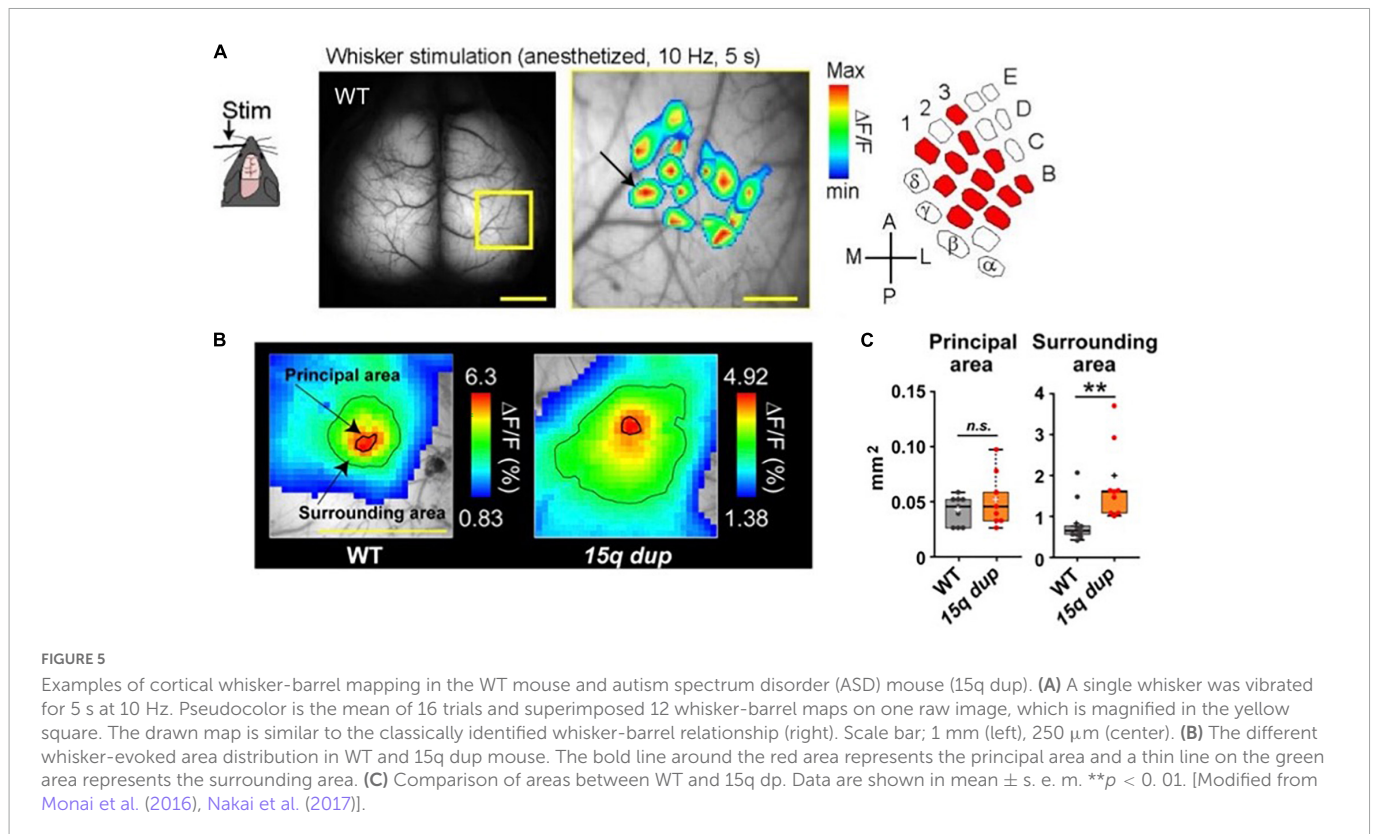 A
Whisker stimulation (anesthetized, 10 Hz, 5 s)
Stim
WT
Max
ΔF/F
min
1
2
3
E
D
C
B
δ
γ
β
α
A
M
L
P
B
Principal area
Surrounding area
WT
6.3
ΔF/F (%)
0.83
15q dup
4.92
ΔF/F (%)
1.38
C
Principal
area
0.15
0.10
0.05
0
mm2
n.s.
WT
15q dup
Surrounding
area
**
4
3
2
1
0
WT
15q dup
FIGURE 5
Examples of cortical whisker-barrel mapping in the WT mouse and autism spectrum disorder (ASD) mouse (15q dup). (A) A single whisker was vibrated
for 5 s at 10 Hz. Pseudocolor is the mean of 16 trials and superimposed 12 whisker-barrel maps on one raw image, which is magnified in the yellow
square. The drawn map is similar to the classically identified whisker-barrel relationship (right). Scale bar; 1 mm (left), 250 μm (center). (B) The different
whisker-evoked area distribution in WT and 15q dup mouse. The bold line around the red area represents the principal area and a thin line on the green
area represents the surrounding area. (C) Comparison of areas between WT and 15q dp. Data are shown in mean ± s. e. m. **p < 0. 01. [Modified from
Monai et al. (2016), Nakai et al. (2017)].